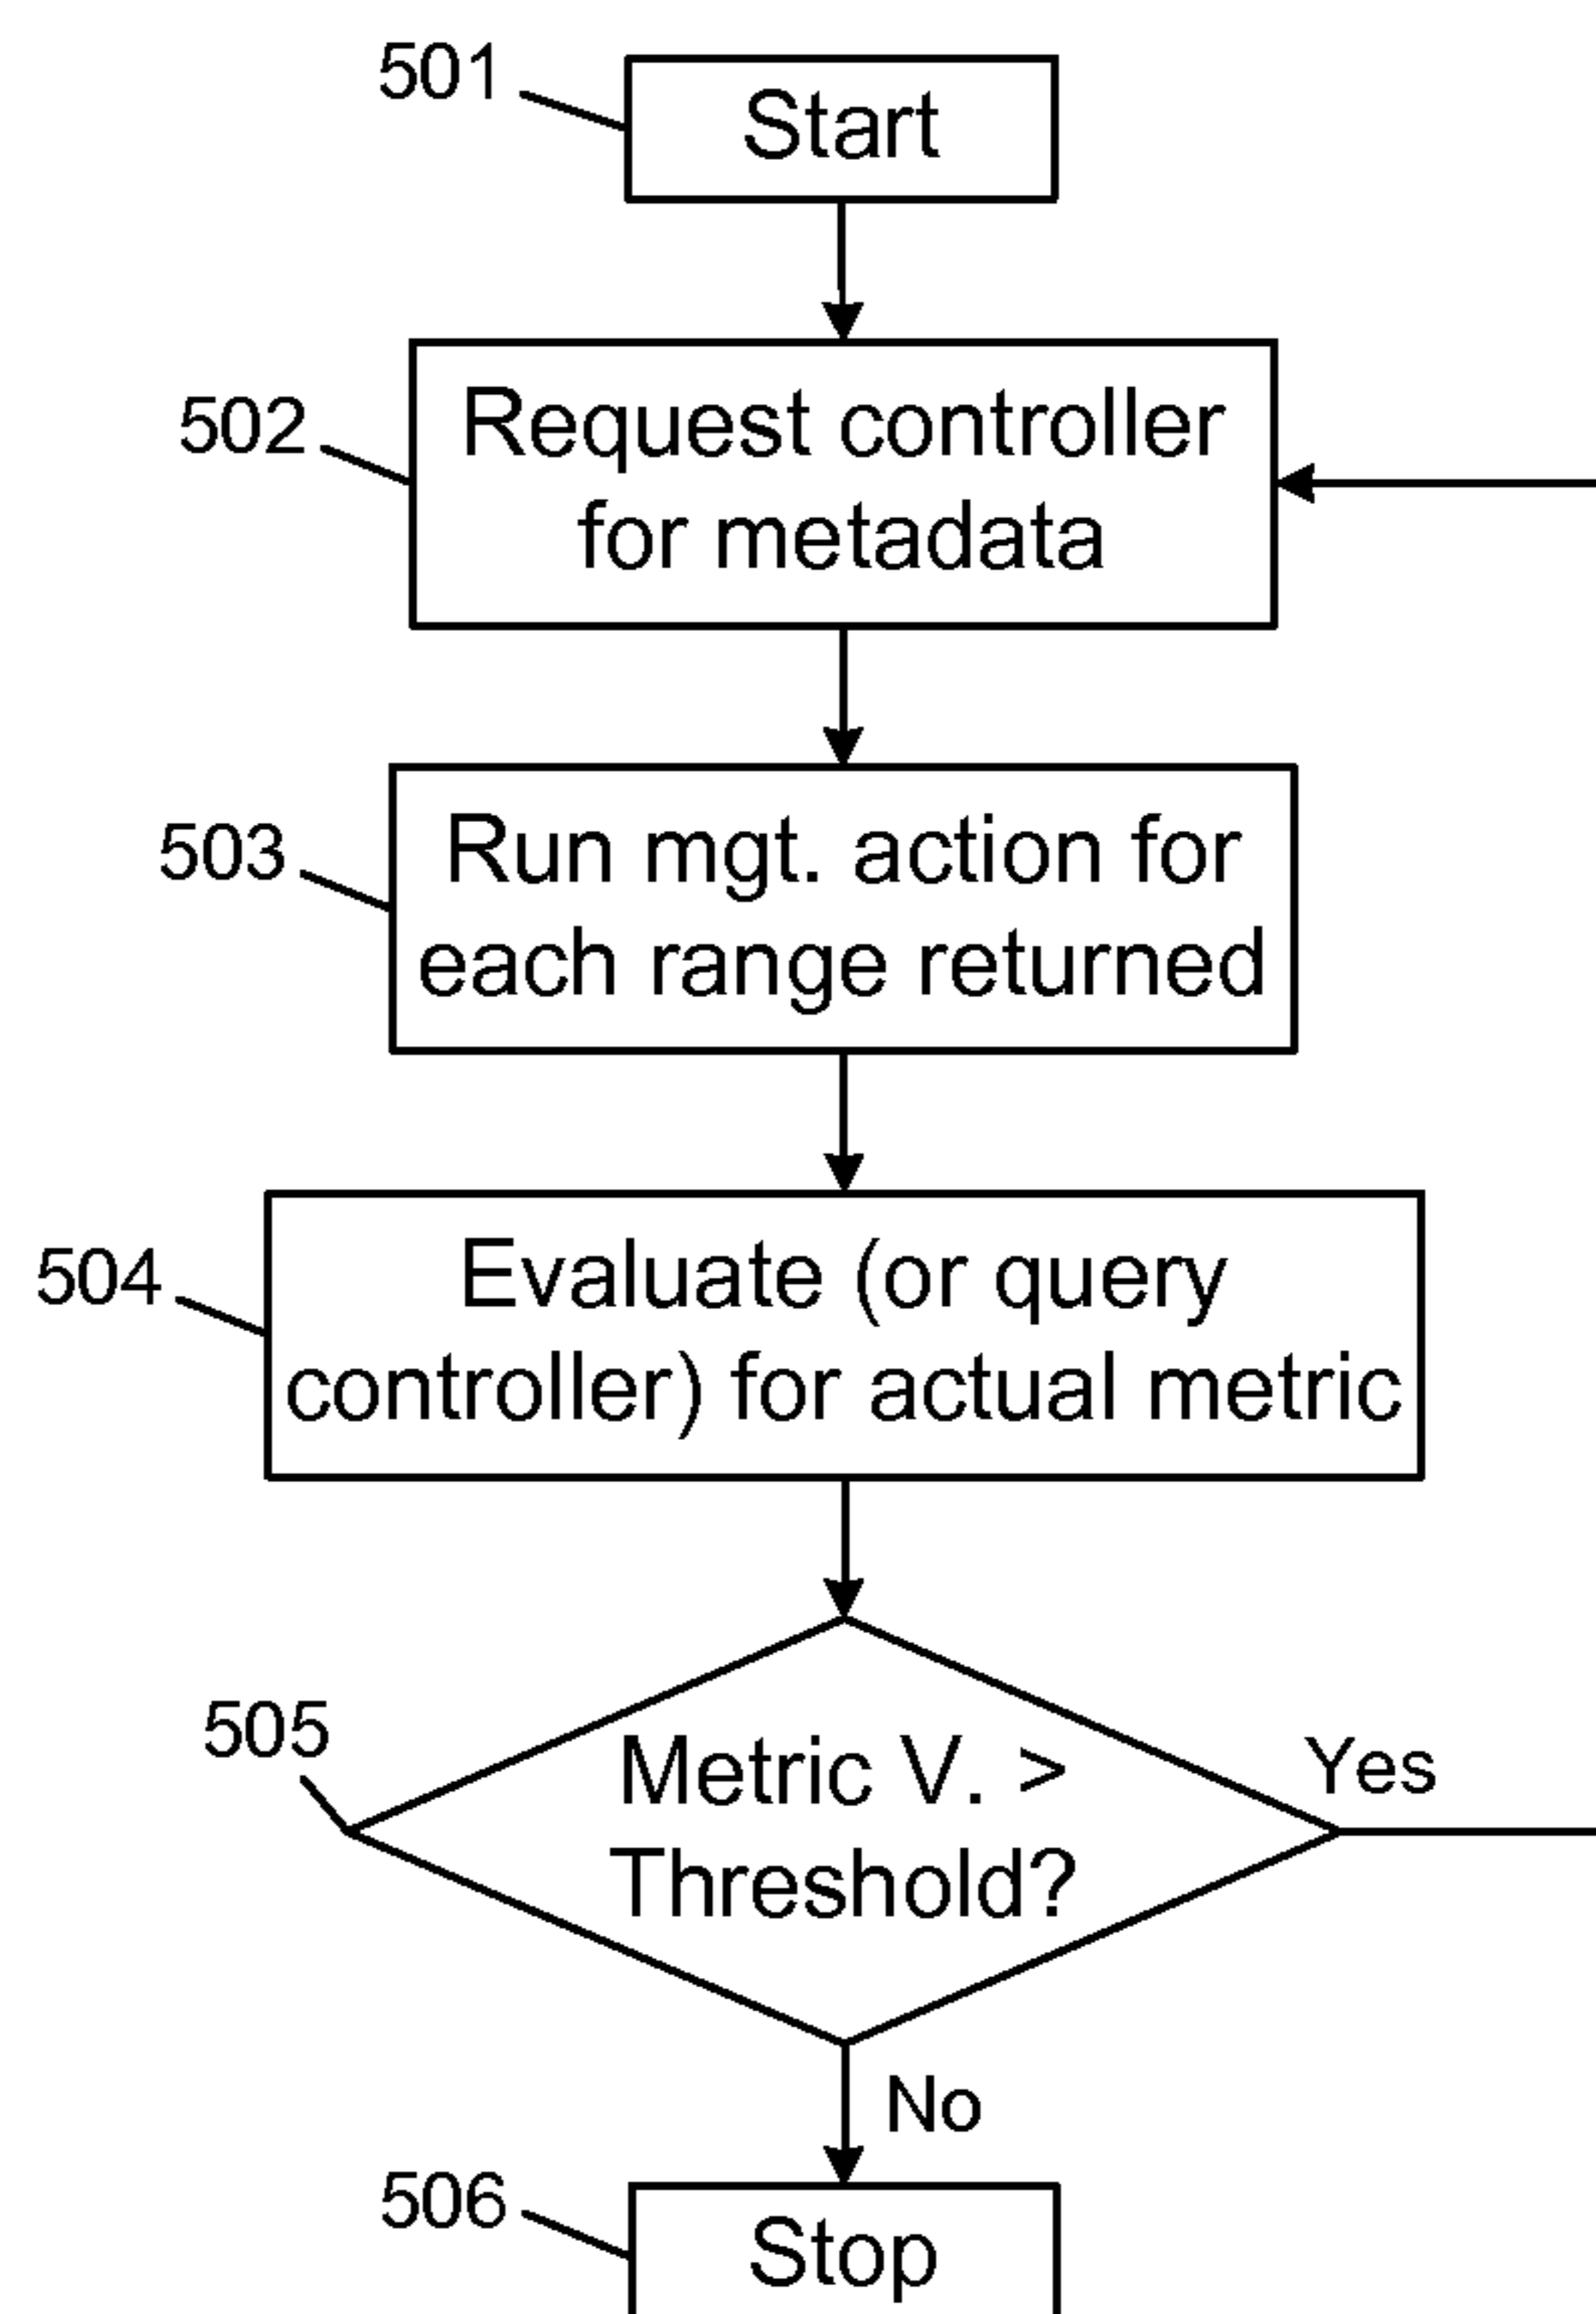 501
Start
502
Request controller
for metadata
503
Run mgt. action for
each range returned
504
Evaluate (or query
controller) for actual metric
505
Metric V. >
Threshold?
Yes
No
506
Stop